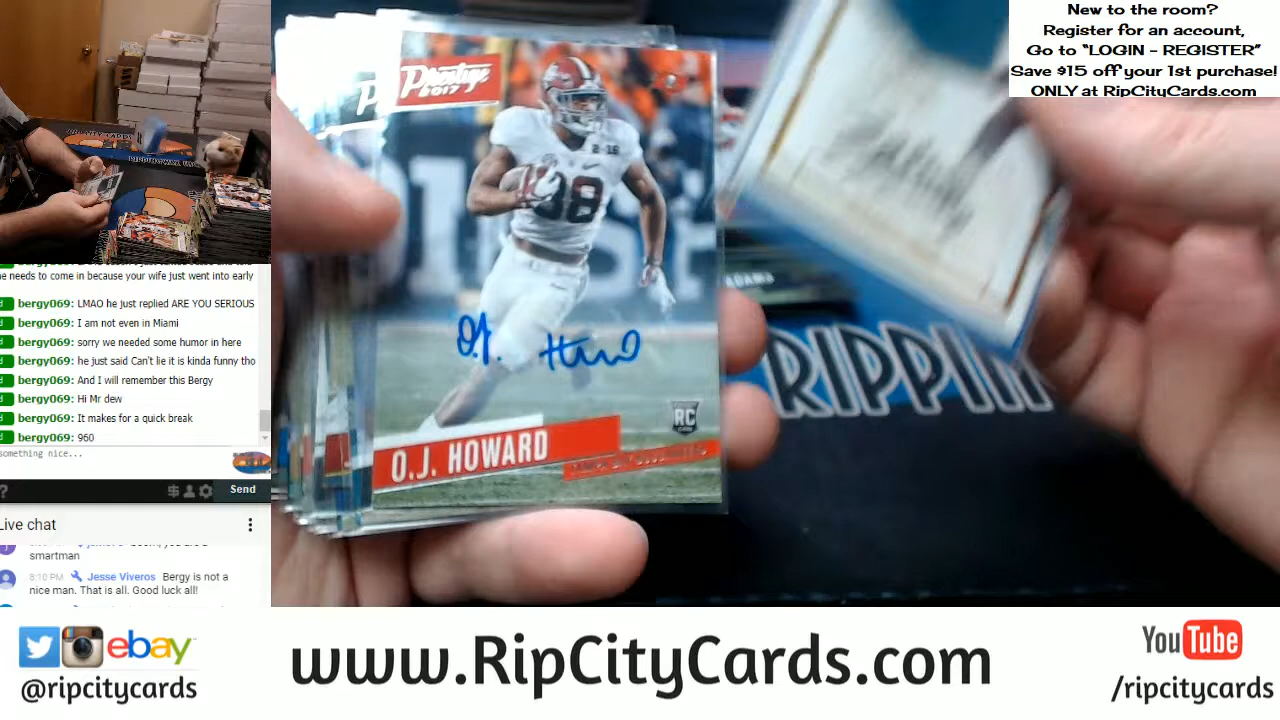 New to the room?
Register for an account,
Go to “LOGIN – REGISTER”
Save $15 off your 1st purchase!
ONLY at RipCityCards.com
Prestige
2017
P
88
ADAMA
RIPPIN
O.J. Howard
RC
O.J. HOWARD
ne needs to come in because your wife just went into early
bergy069: LMAO he just replied ARE YOU SERIOUS
bergy069: I am not even in Miami
bergy069: sorry we needed some humor in here
bergy069: he just said Can't lie it is kinda funny tho
bergy069: And I will remember this Bergy
bergy069: Hi Mr dew
bergy069: It makes for a quick break
bergy069: 960
something nice...
? Send
Live chat
smartman
8:10 PM Jesse Viveros Bergy is not a
nice man. That is all. Good luck all!
ebay
@ripcitycards
www.RipCityCards.com
YouTube
/ripcitycards